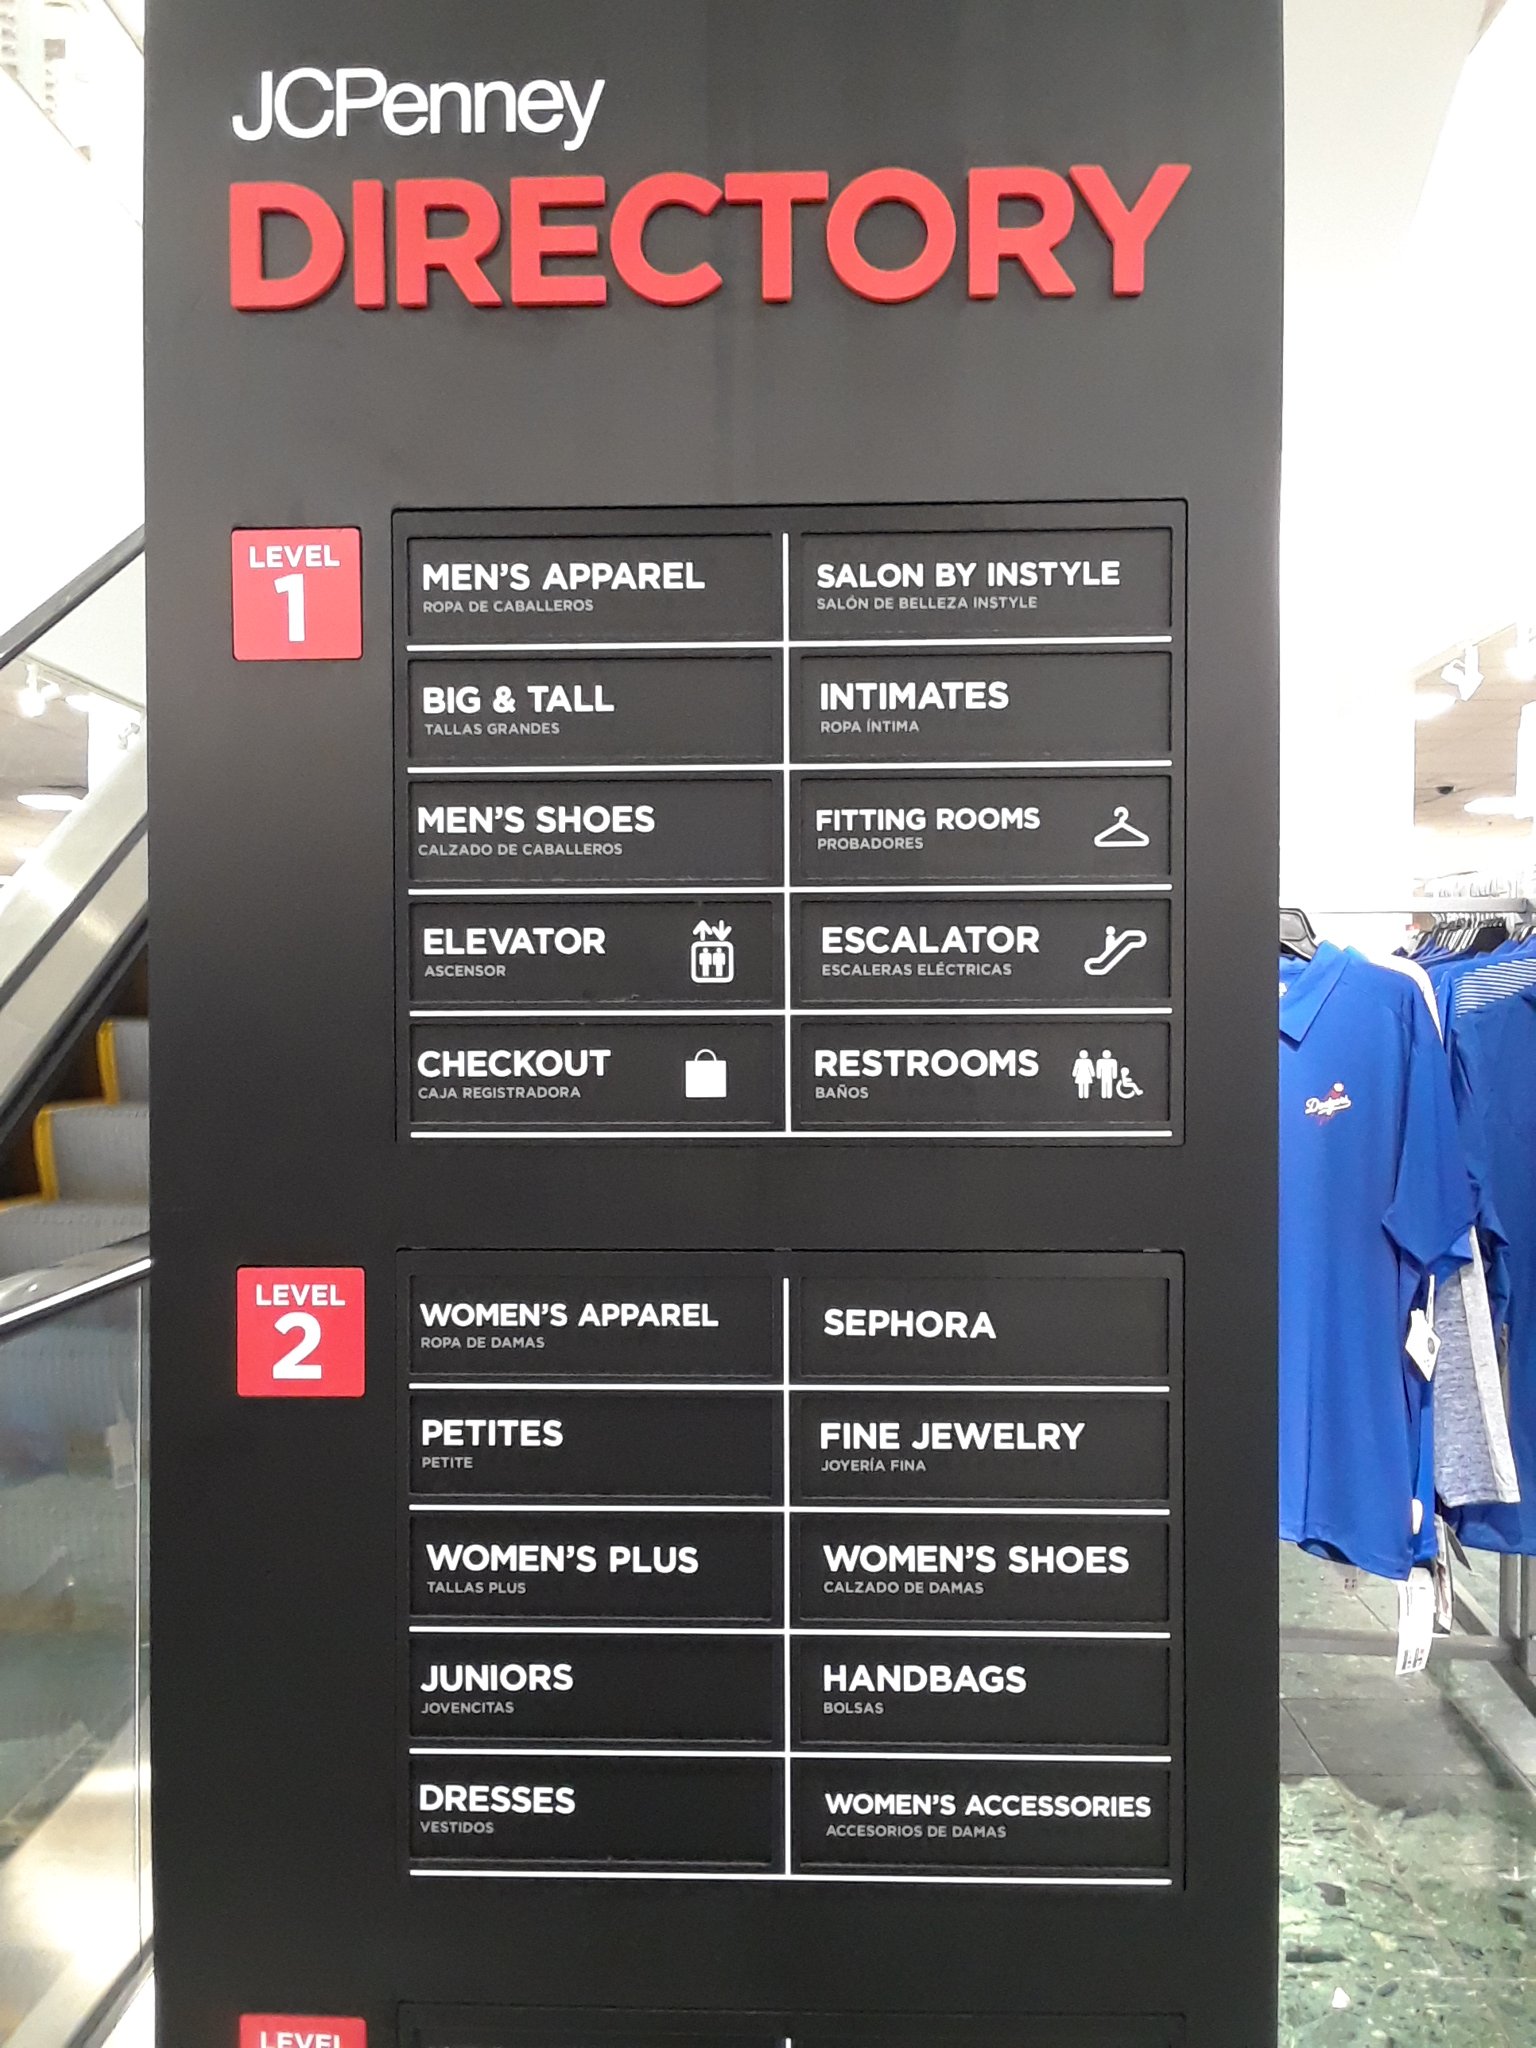 JCPenney
DIRECTORY
LEVEL
1
MEN'S APPAREL
ROPA DE CABALLEROS
SALON BY INSTYLE
SALÓN DE BELLEZA INSTYLE
BIG & TALL
TALLAS GRANDES
INTIMATES
ROPA ÍNTIMA
MEN'S SHOES
CALZADO DE CABALLEROS
FITTING ROOMS
PROBADORES
ELEVATOR
ASCENSOR
ESCALATOR
ESCALERAS ELÉCTRICAS
CHECKOUT
CAJA REGISTRADORA
RESTROOMS
BAÑOS
LEVEL
2
WOMEN'S APPAREL
ROPA DE DAMAS
SEPHORA
PETITES
PETITE
FINE JEWELRY
JOYERÍA FINA
WOMEN'S PLUS
TALLAS PLUS
WOMEN'S SHOES
CALZADO DE DAMAS
JUNIORS
JOVENCITAS
HANDBAGS
BOLSAS
DRESSES
VESTIDOS
WOMEN'S ACCESSORIES
ACCESORIOS DE DAMAS
LEVEL
Dodgers